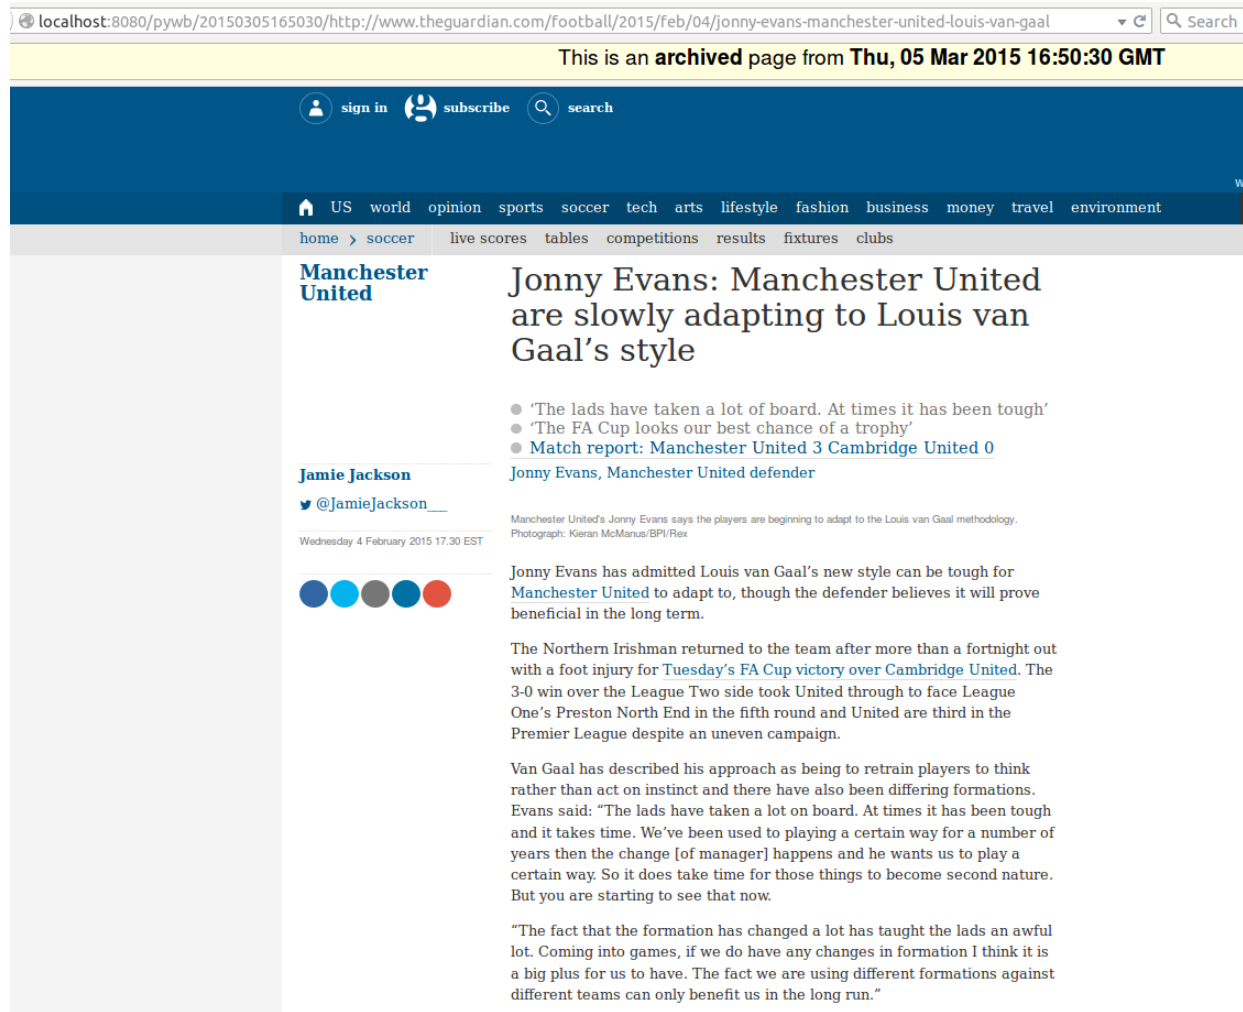 localhost:8080/pywb/20150305165030/http://www.theguardian.com/football/2015/feb/04/jonny-evans-manchester-united-louis-van-gaal
Search
This is an archived page from Thu, 05 Mar 2015 16:50:30 GMT
sign in subscribe search
w
US world opinion sports soccer tech arts lifestyle fashion business money travel environment
home > soccer live scores tables competitions results fixtures clubs
Manchester
United
Jonny Evans: Manchester United
are slowly adapting to Louis van
Gaal’s style
‘The lads have taken a lot of board. At times it has been tough’
‘The FA Cup looks our best chance of a trophy’
Match report: Manchester United 3 Cambridge United 0
Jamie Jackson
@JamieJackson___
Wednesday 4 February 2015 17.30 EST
Jonny Evans, Manchester United defender
Manchester United's Jonny Evans says the players are beginning to adapt to the Louis van Gaal methodology.
Photograph: Kieran McManus/BPI/Rex
Jonny Evans has admitted Louis van Gaal’s new style can be tough for
Manchester United to adapt to, though the defender believes it will prove
beneficial in the long term.
The Northern Irishman returned to the team after more than a fortnight out
with a foot injury for Tuesday’s FA Cup victory over Cambridge United. The
3-0 win over the League Two side took United through to face League
One’s Preston North End in the fifth round and United are third in the
Premier League despite an uneven campaign.
Van Gaal has described his approach as being to retrain players to think
rather than act on instinct and there have also been differing formations.
Evans said: “The lads have taken a lot on board. At times it has been tough
and it takes time. We’ve been used to playing a certain way for a number of
years then the change [of manager] happens and he wants us to play a
certain way. So it does take time for those things to become second nature.
But you are starting to see that now.
“The fact that the formation has changed a lot has taught the lads an awful
lot. Coming into games, if we do have any changes in formation I think it is
a big plus for us to have. The fact we are using different formations against
different teams can only benefit us in the long run.”